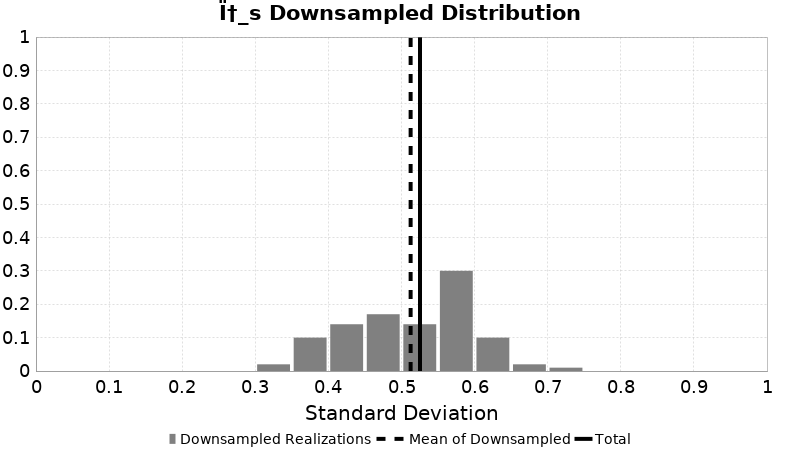 Ï†_s Downsampled Distribution
1
0.9
0.8
0.7
0.6
0.5
0.4
0.3
0.2
0.1
0
0 0.1 0.2 0.3 0.4 0.5 0.6 0.7 0.8 0.9 1
Standard Deviation
Downsampled Realizations Mean of Downsampled Total